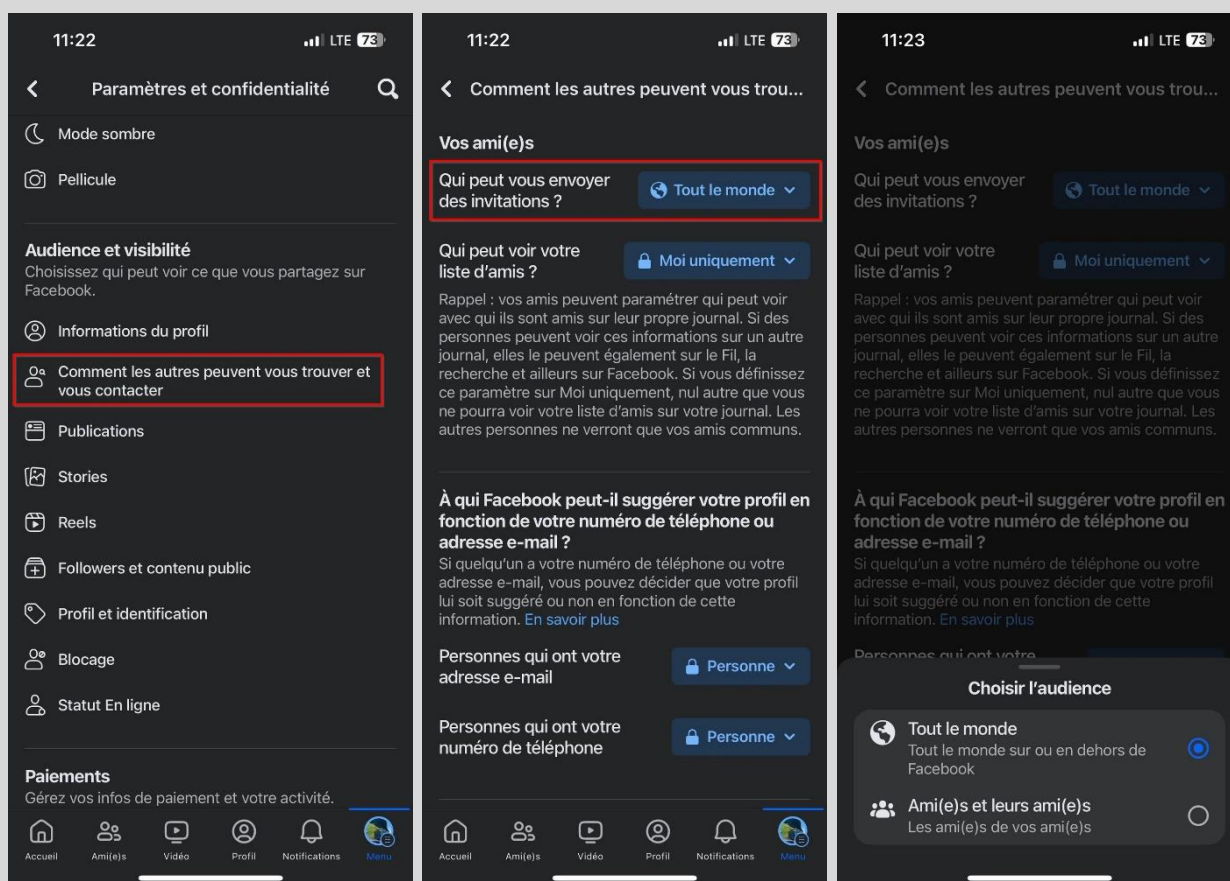 11:22
LTE 73
Paramètres et confidentialité
Mode sombre
Pellicule
Audience et visibilité
Choisissez qui peut voir ce que vous partagez sur
Facebook.
Informations du profil
Comment les autres peuvent vous trouver et
vous contacter
Publications
Stories
Reels
Followers et contenu public
Profil et identification
Blocage
Statut En ligne
Paiements
Gérez vos infos de paiement et votre activité.
Accueil Ami(e)s Vidéo Profil Notifications Menu
11:22
LTE 73
Comment les autres peuvent vous trou...
Vos ami(e)s
Qui peut vous envoyer
des invitations ?
Tout le monde
Qui peut voir votre
liste d'amis ?
Moi uniquement
Rappel : vos amis peuvent paramétrer qui peut voir
avec qui ils sont amis sur leur propre journal. Si des
personnes peuvent voir ces informations sur un autre
journal, elles le peuvent également sur le Fil, la
recherche et ailleurs sur Facebook. Si vous définissez
ce paramètre sur Moi uniquement, nul autre que vous
ne pourra voir votre liste d'amis sur votre journal. Les
autres personnes ne verront que vos amis communs.
À qui Facebook peut-il suggérer votre profil en
fonction de votre numéro de téléphone ou
adresse e-mail ?
Si quelqu'un a votre numéro de téléphone ou votre
adresse e-mail, vous pouvez décider que votre profil
lui soit suggéré ou non en fonction de cette
information. En savoir plus
Personnes qui ont votre
adresse e-mail
Personne
Personnes qui ont votre
numéro de téléphone
Personne
Accueil Ami(e)s Vidéo Profil Notifications Menu
11:23
LTE 73
Comment les autres peuvent vous trou...
Vos ami(e)s
Qui peut vous envoyer
des invitations ?
Tout le monde
Qui peut voir votre
liste d'amis ?
Moi uniquement
Rappel : vos amis peuvent paramétrer qui peut voir
avec qui ils sont amis sur leur propre journal. Si des
personnes peuvent voir ces informations sur un autre
journal, elles le peuvent également sur le Fil, la
recherche et ailleurs sur Facebook. Si vous définissez
ce paramètre sur Moi uniquement, nul autre que vous
ne pourra voir votre liste d'amis sur votre journal. Les
autres personnes ne verront que vos amis communs.
À qui Facebook peut-il suggérer votre profil en
fonction de votre numéro de téléphone ou
adresse e-mail ?
Si quelqu'un a votre numéro de téléphone ou votre
adresse e-mail, vous pouvez décider que votre profil
lui soit suggéré ou non en fonction de cette
information. En savoir plus
Personnes qui ont votre
Choisir l'audience
Tout le monde
Tout le monde sur ou en dehors de
Facebook
Ami(e)s et leurs ami(e)s
Les ami(e)s de vos ami(e)s